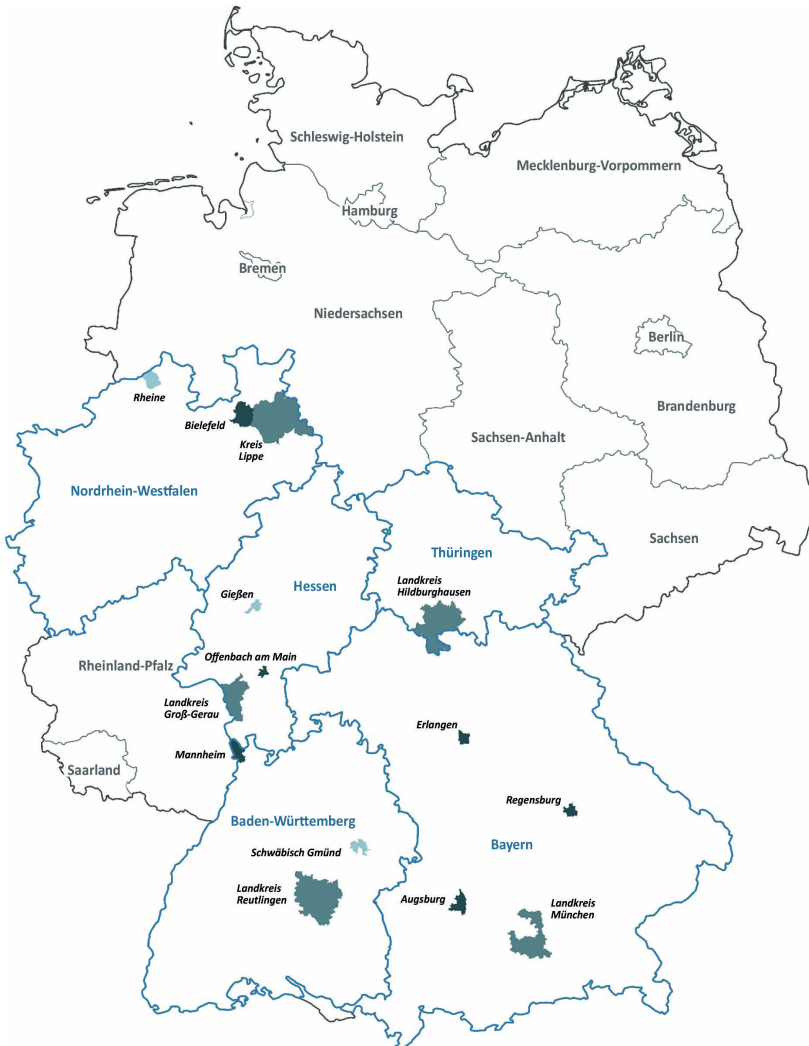 Schleswig-Holstein
Mecklenburg-Vorpommern
Hamburg
Bremen
Niedersachsen
Berlin
Rheine
Brandenburg
Bielefeld
Kreis
Lippe
Sachsen-Anhalt
Nordrhein-Westfalen
Sachsen
Thüringen
Landkreis
Hildburghausen
Hessen
Gießen
Offenbach am Main
Rheinland-Pfalz
Landkreis
Groß-Gerau
Erlangen
Mannheim
Saarland
Regensburg
Baden-Württemberg
Bayern
Schwäbisch Gmünd
Landkreis
Reutlingen
Augsburg
Landkreis
München